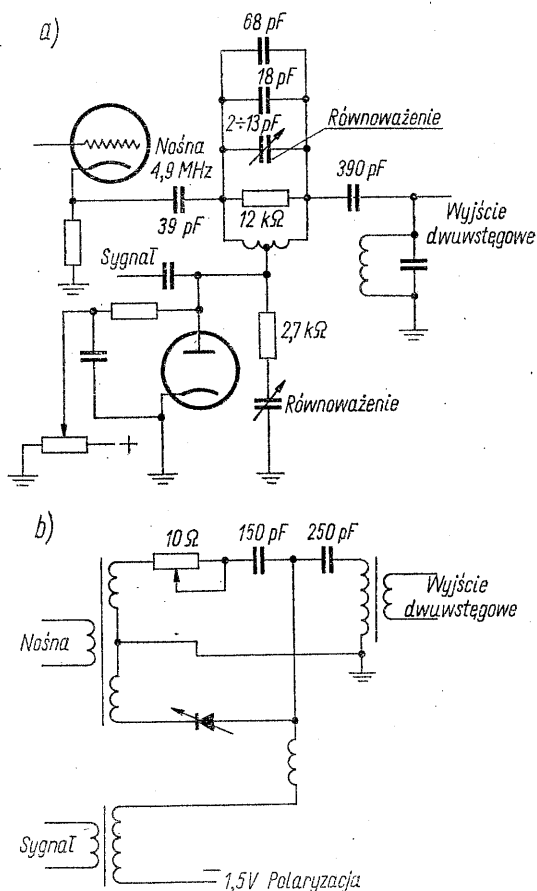 a)
68 pF
18 pF
2÷13 pF
Równoważenie
Nośna
4,9 MHz
39 pF
12 kΩ
390 pF
Wyjście
dwuwstęgowe
Sygnał
2,7 kΩ
Równoważenie
+
b)
10 Ω
150 pF
250 pF
Nośna
Wyjście
dwuwstęgowe
Sygnał
1,5V Polaryzacja